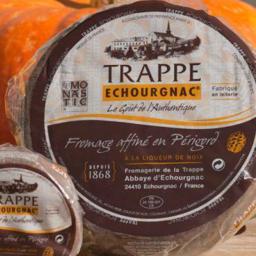 MONASTIC
TRAPPE
ECHOURGNAC
Le Goût de l'Authentique
Fabriqué
en laiterie
Fromage affiné en Périgord
A LA LIQUEUR DE NOIX
DEPUIS
1868
Fromagerie de la Trappe
Abbaye d'Echourgnac
24410 Echourgnac / France
TRAPPE
ECHOURGNAC